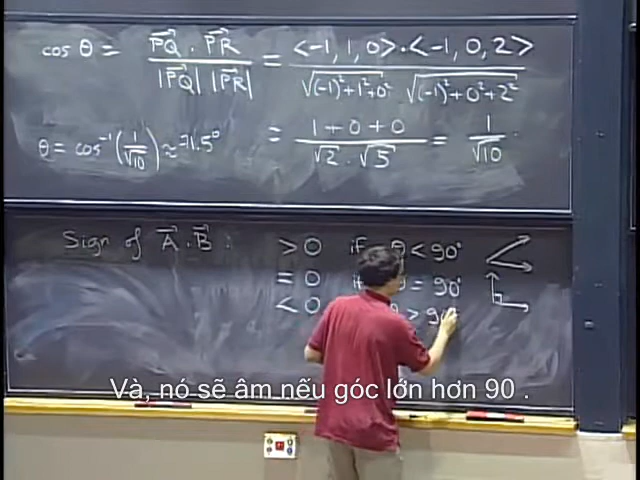 cos θ = PQ · PR / |PQ| |PR| = <-1, 1, 0> · <-1, 0, 2> / √(-1)²+1²+0² √(-1)²+0²+2²
θ = cos⁻¹(1/√10) ≈ 71.5° = 1+0+0 / √2 · √5 = 1/√10
Sign of A · B : > 0 if θ < 90°
= 0 if = 90°
< 0 θ > 90
Và, nó sẽ âm nếu góc lớn hơn 90 .